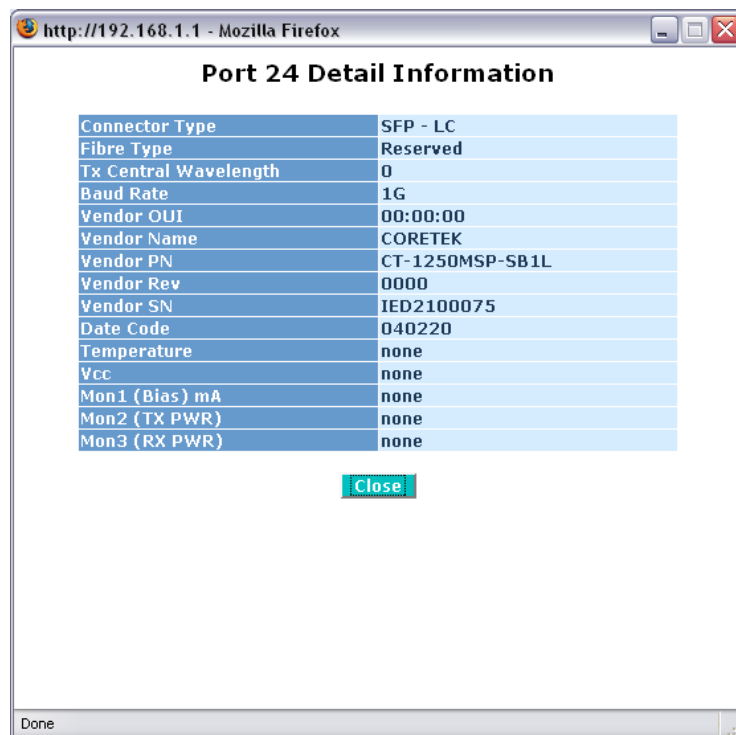 http://192.168.1.1 - Mozilla Firefox
Port 24 Detail Information
Connector Type SFP - LC
Fibre Type Reserved
Tx Central Wavelength 0
Baud Rate 1G
Vendor OUI 00:00:00
Vendor Name CORETEK
Vendor PN CT-1250MSP-SB1L
Vendor Rev 0000
Vendor SN IED2100075
Date Code 040220
Temperature none
Vcc none
Mon1 (Bias) mA none
Mon2 (TX PWR) none
Mon3 (RX PWR) none
Close
Done